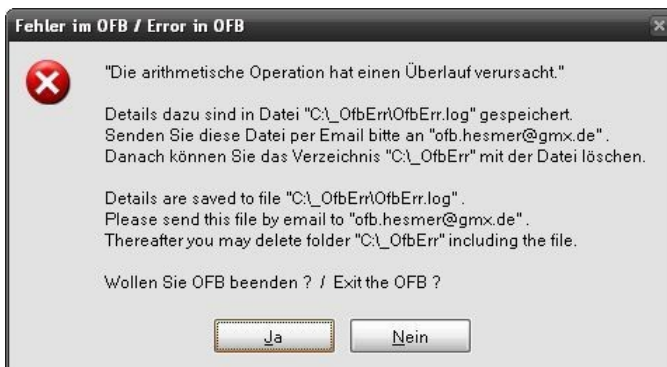 Fehler im OFB / Error in OFB
"Die arithmetische Operation hat einen Überlauf verursacht."
Details dazu sind in Datei "C:\_OfbErr\OfbErr.log" gespeichert.
Senden Sie diese Datei per Email bitte an "ofb.hesmer@gmx.de" .
Danach können Sie das Verzeichnis "C:\_OfbErr" mit der Datei löschen.
Details are saved to file "C:\_OfbErr\OfbErr.log" .
Please send this file by email to "ofb.hesmer@gmx.de" .
Thereafter you may delete folder "C:\_OfbErr" including the file.
Wollen Sie OFB beenden ? / Exit the OFB ?
Ja Nein